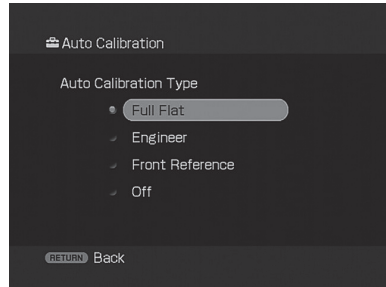 Auto Calibration
Auto Calibration Type
Full Flat
Engineer
Front Reference
Off
RETURN Back